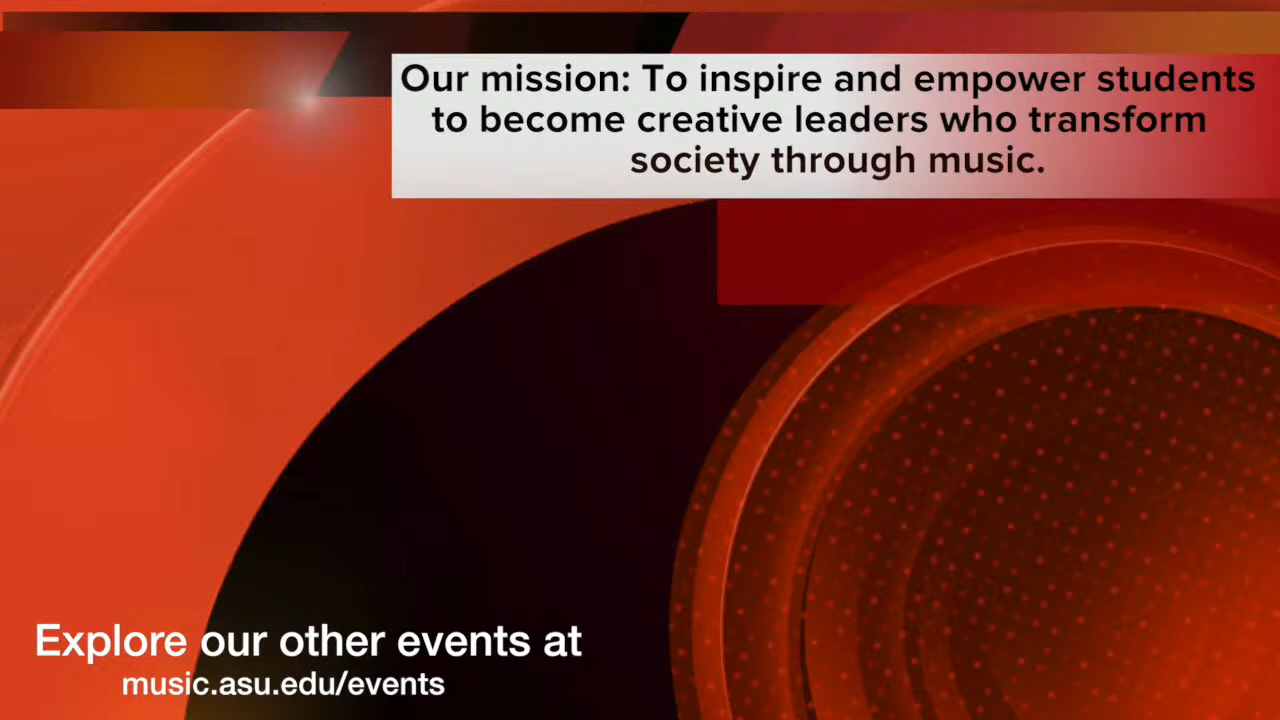 Our mission: To inspire and empower students
to become creative leaders who transform
society through music.
Explore our other events at
music.asu.edu/events